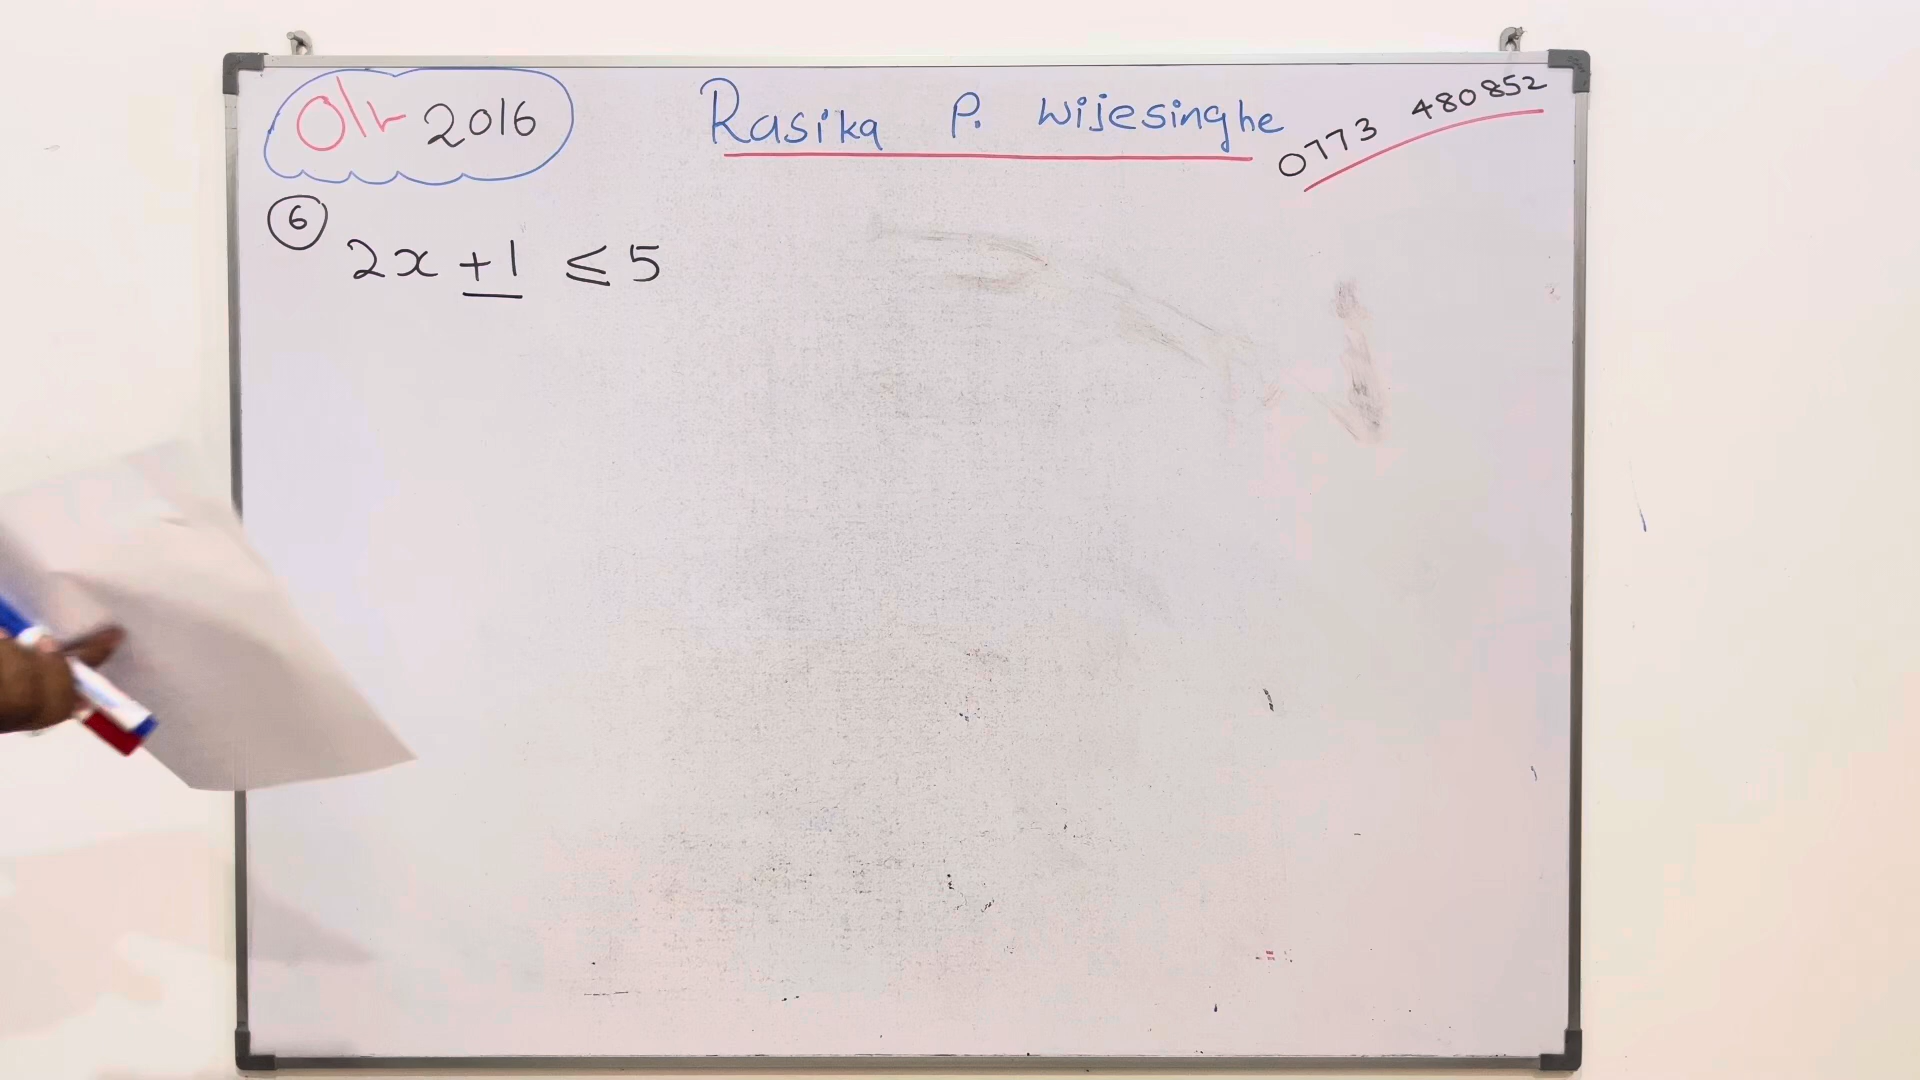 O/L 2016
Rasika P. Wijesinghe
0773 480852
6
2x + 1 ≤ 5